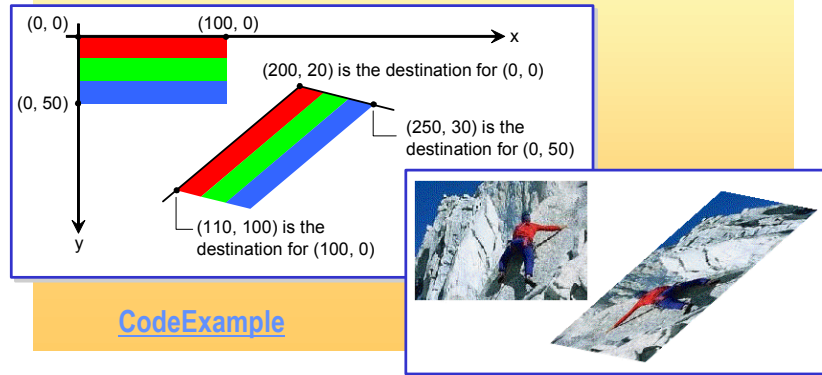 (0, 0)
(100, 0)
x
(200, 20) is the destination for (0, 0)
(0, 50)
(250, 30) is the
destination for (0, 50)
(110, 100) is the
destination for (100, 0)
y
CodeExample